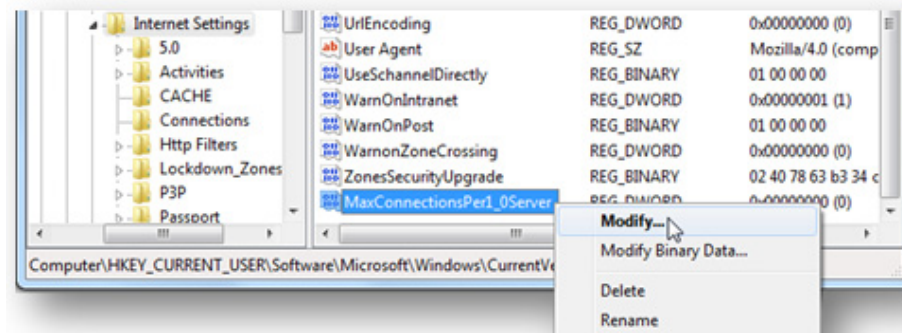 Internet Settings
5.0
Activities
CACHE
Connections
Http Filters
Lockdown_Zones
P3P
Passport
UrlEncoding REG_DWORD 0x00000000 (0)
User Agent REG_SZ Mozilla/4.0 (comp
UseSchannelDirectly REG_BINARY 01 00 00 00
WarnOnIntranet REG_DWORD 0x00000001 (1)
WarnOnPost REG_BINARY 01 00 00 00
WarnonZoneCrossing REG_DWORD 0x00000000 (0)
ZonesSecurityUpgrade REG_BINARY 02 40 78 63 b3 34 c
MaxConnectionsPer1_0Server REG_DWORD 0x00000000 (0)
Modify...
Modify Binary Data...
Delete
Rename
Computer\HKEY_CURRENT_USER\Software\Microsoft\Windows\CurrentVe